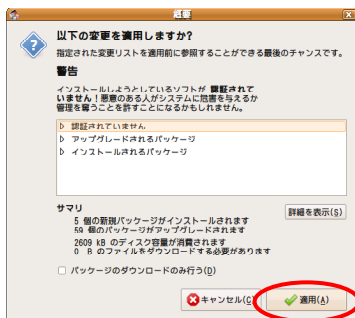 概要
以下の変更を適用しますか?
指定された変更リストを適用前に参照することができる最後のチャンスです。
警告
インストールしようとしているソフトが 認証されて
いません！悪意のある人がシステムに危害を与えるか
管理を奪うことを許すことになるかもしれません。
認証されていません
アップグレードされるパッケージ
インストールされるパッケージ
サマリ
5 個の新規パッケージがインストールされます
59 個のパッケージがアップグレードされます
2609 kB のディスク容量が消費されます
0 B のファイルをダウンロードする必要があります
詳細を表示(S)
パッケージのダウンロードのみ行う(D)
キャンセル(C)
適用(A)